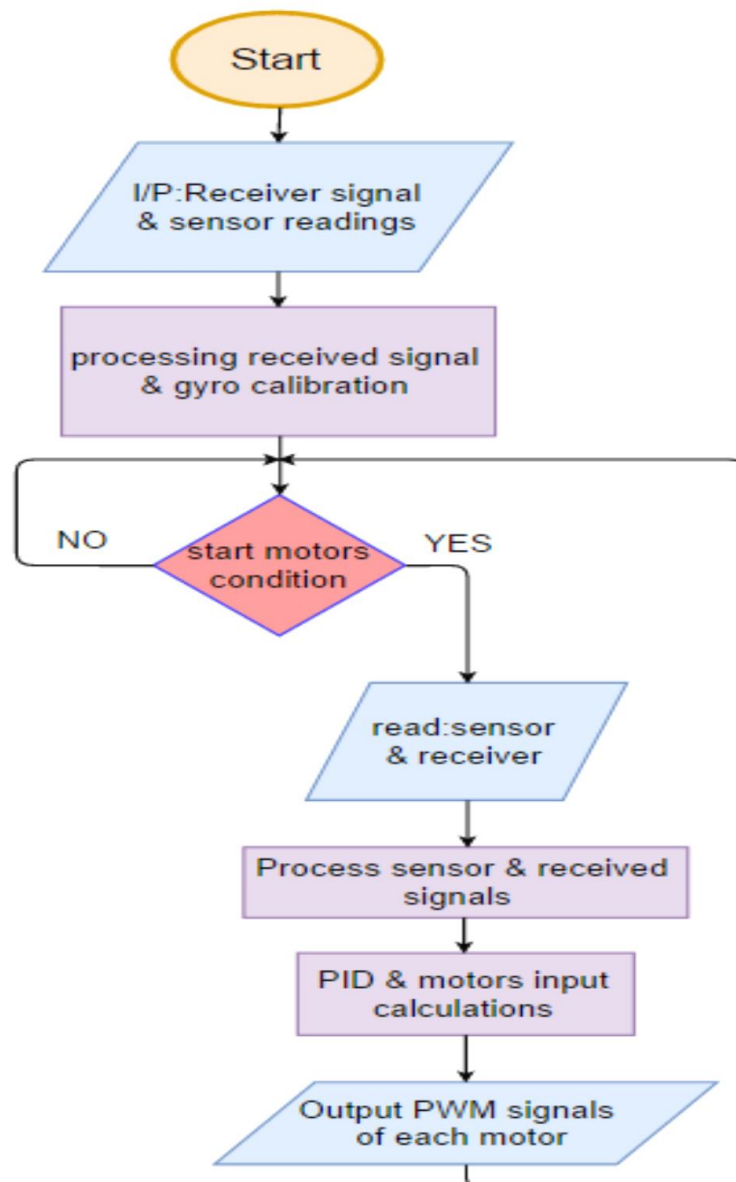 Start
I/P:Receiver signal
& sensor readings
processing received signal
& gyro calibration
NO
YES
start motors
condition
read:sensor
& receiver
Process sensor & received
signals
PID & motors input
calculations
Output PWM signals
of each motor